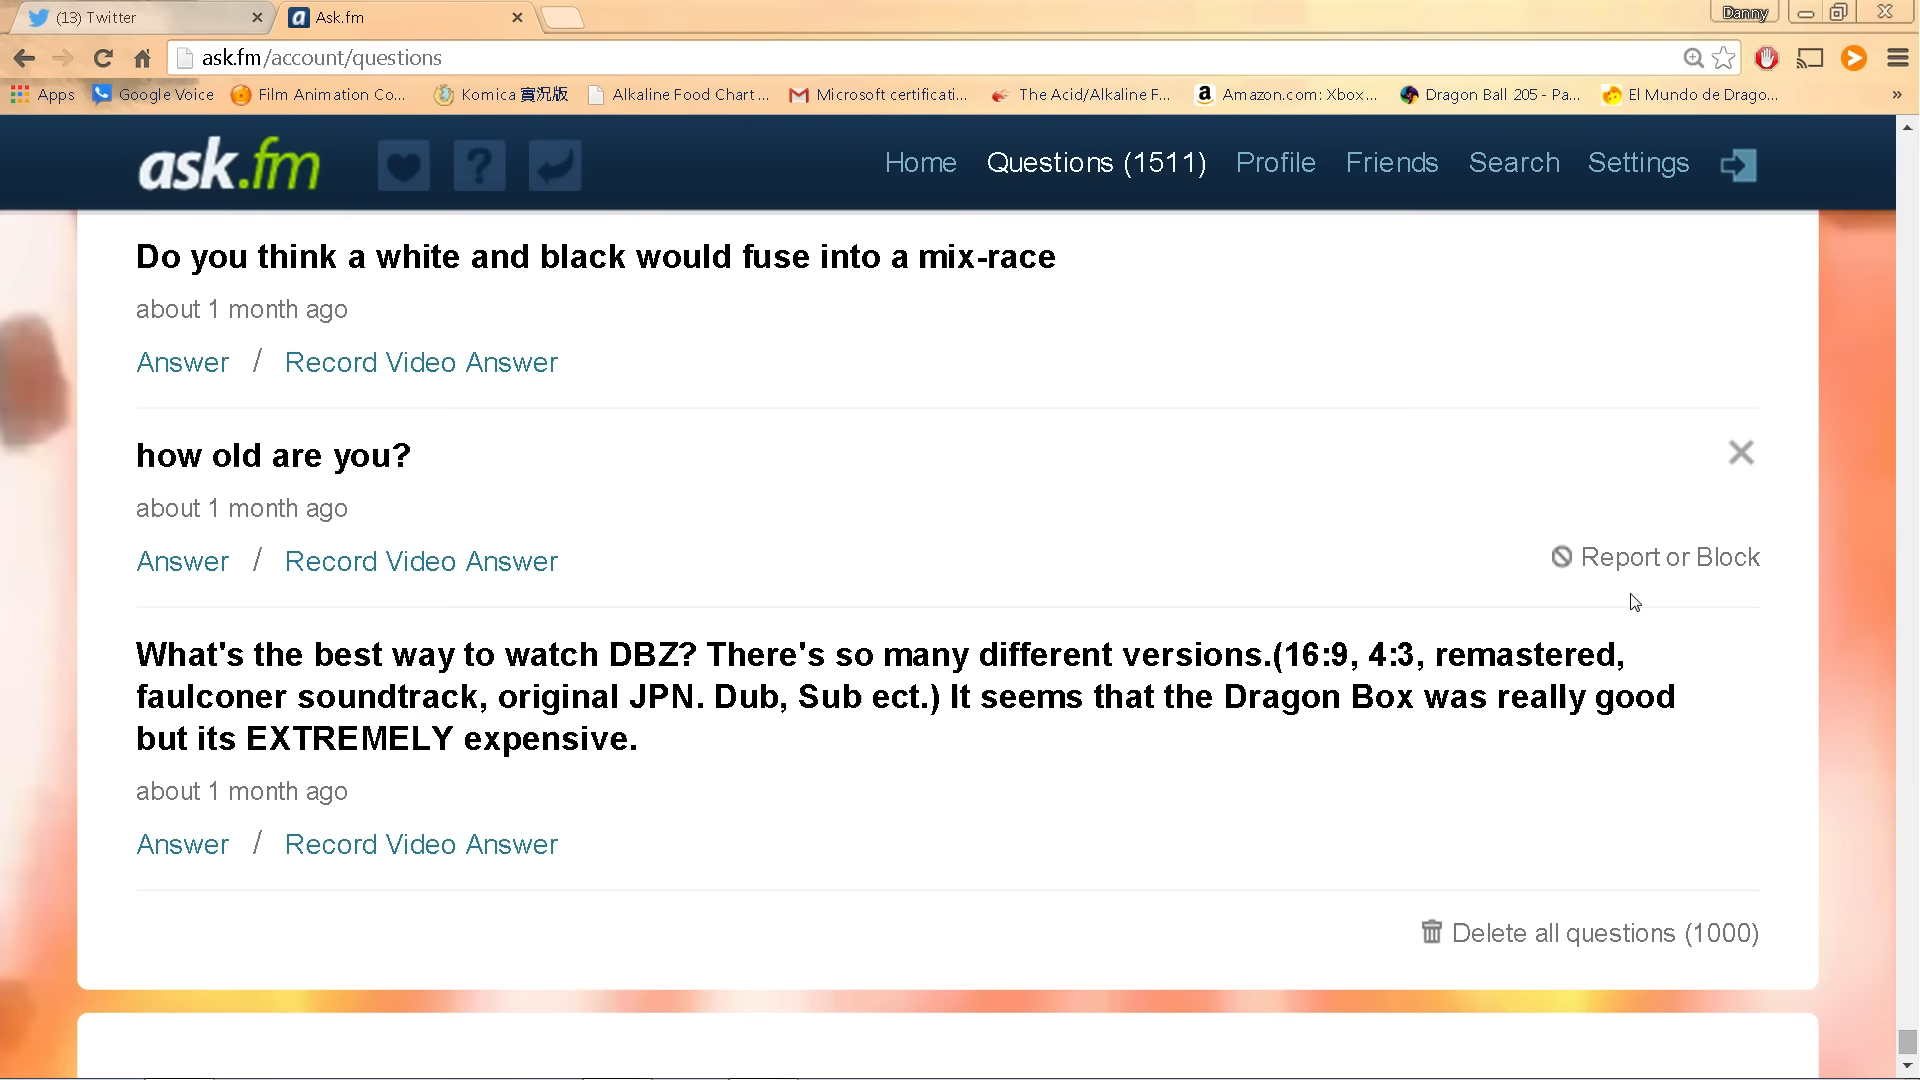 (13) Twitter
Ask.fm
Danny
ask.fm/account/questions
Apps Google Voice Film Animation Co... Komica 實況版 Alkaline Food Chart ... Microsoft certificati... The Acid/Alkaline F... Amazon.com: Xbox... Dragon Ball 205 - Pa... El Mundo de Drago... »
ask.fm Home Questions (1511) Profile Friends Search Settings
Do you think a white and black would fuse into a mix-race
about 1 month ago
Answer / Record Video Answer
how old are you?
about 1 month ago
Answer / Record Video Answer
Report or Block
What's the best way to watch DBZ? There's so many different versions.(16:9, 4:3, remastered,
faulconer soundtrack, original JPN. Dub, Sub ect.) It seems that the Dragon Box was really good
but its EXTREMELY expensive.
about 1 month ago
Answer / Record Video Answer
Delete all questions (1000)